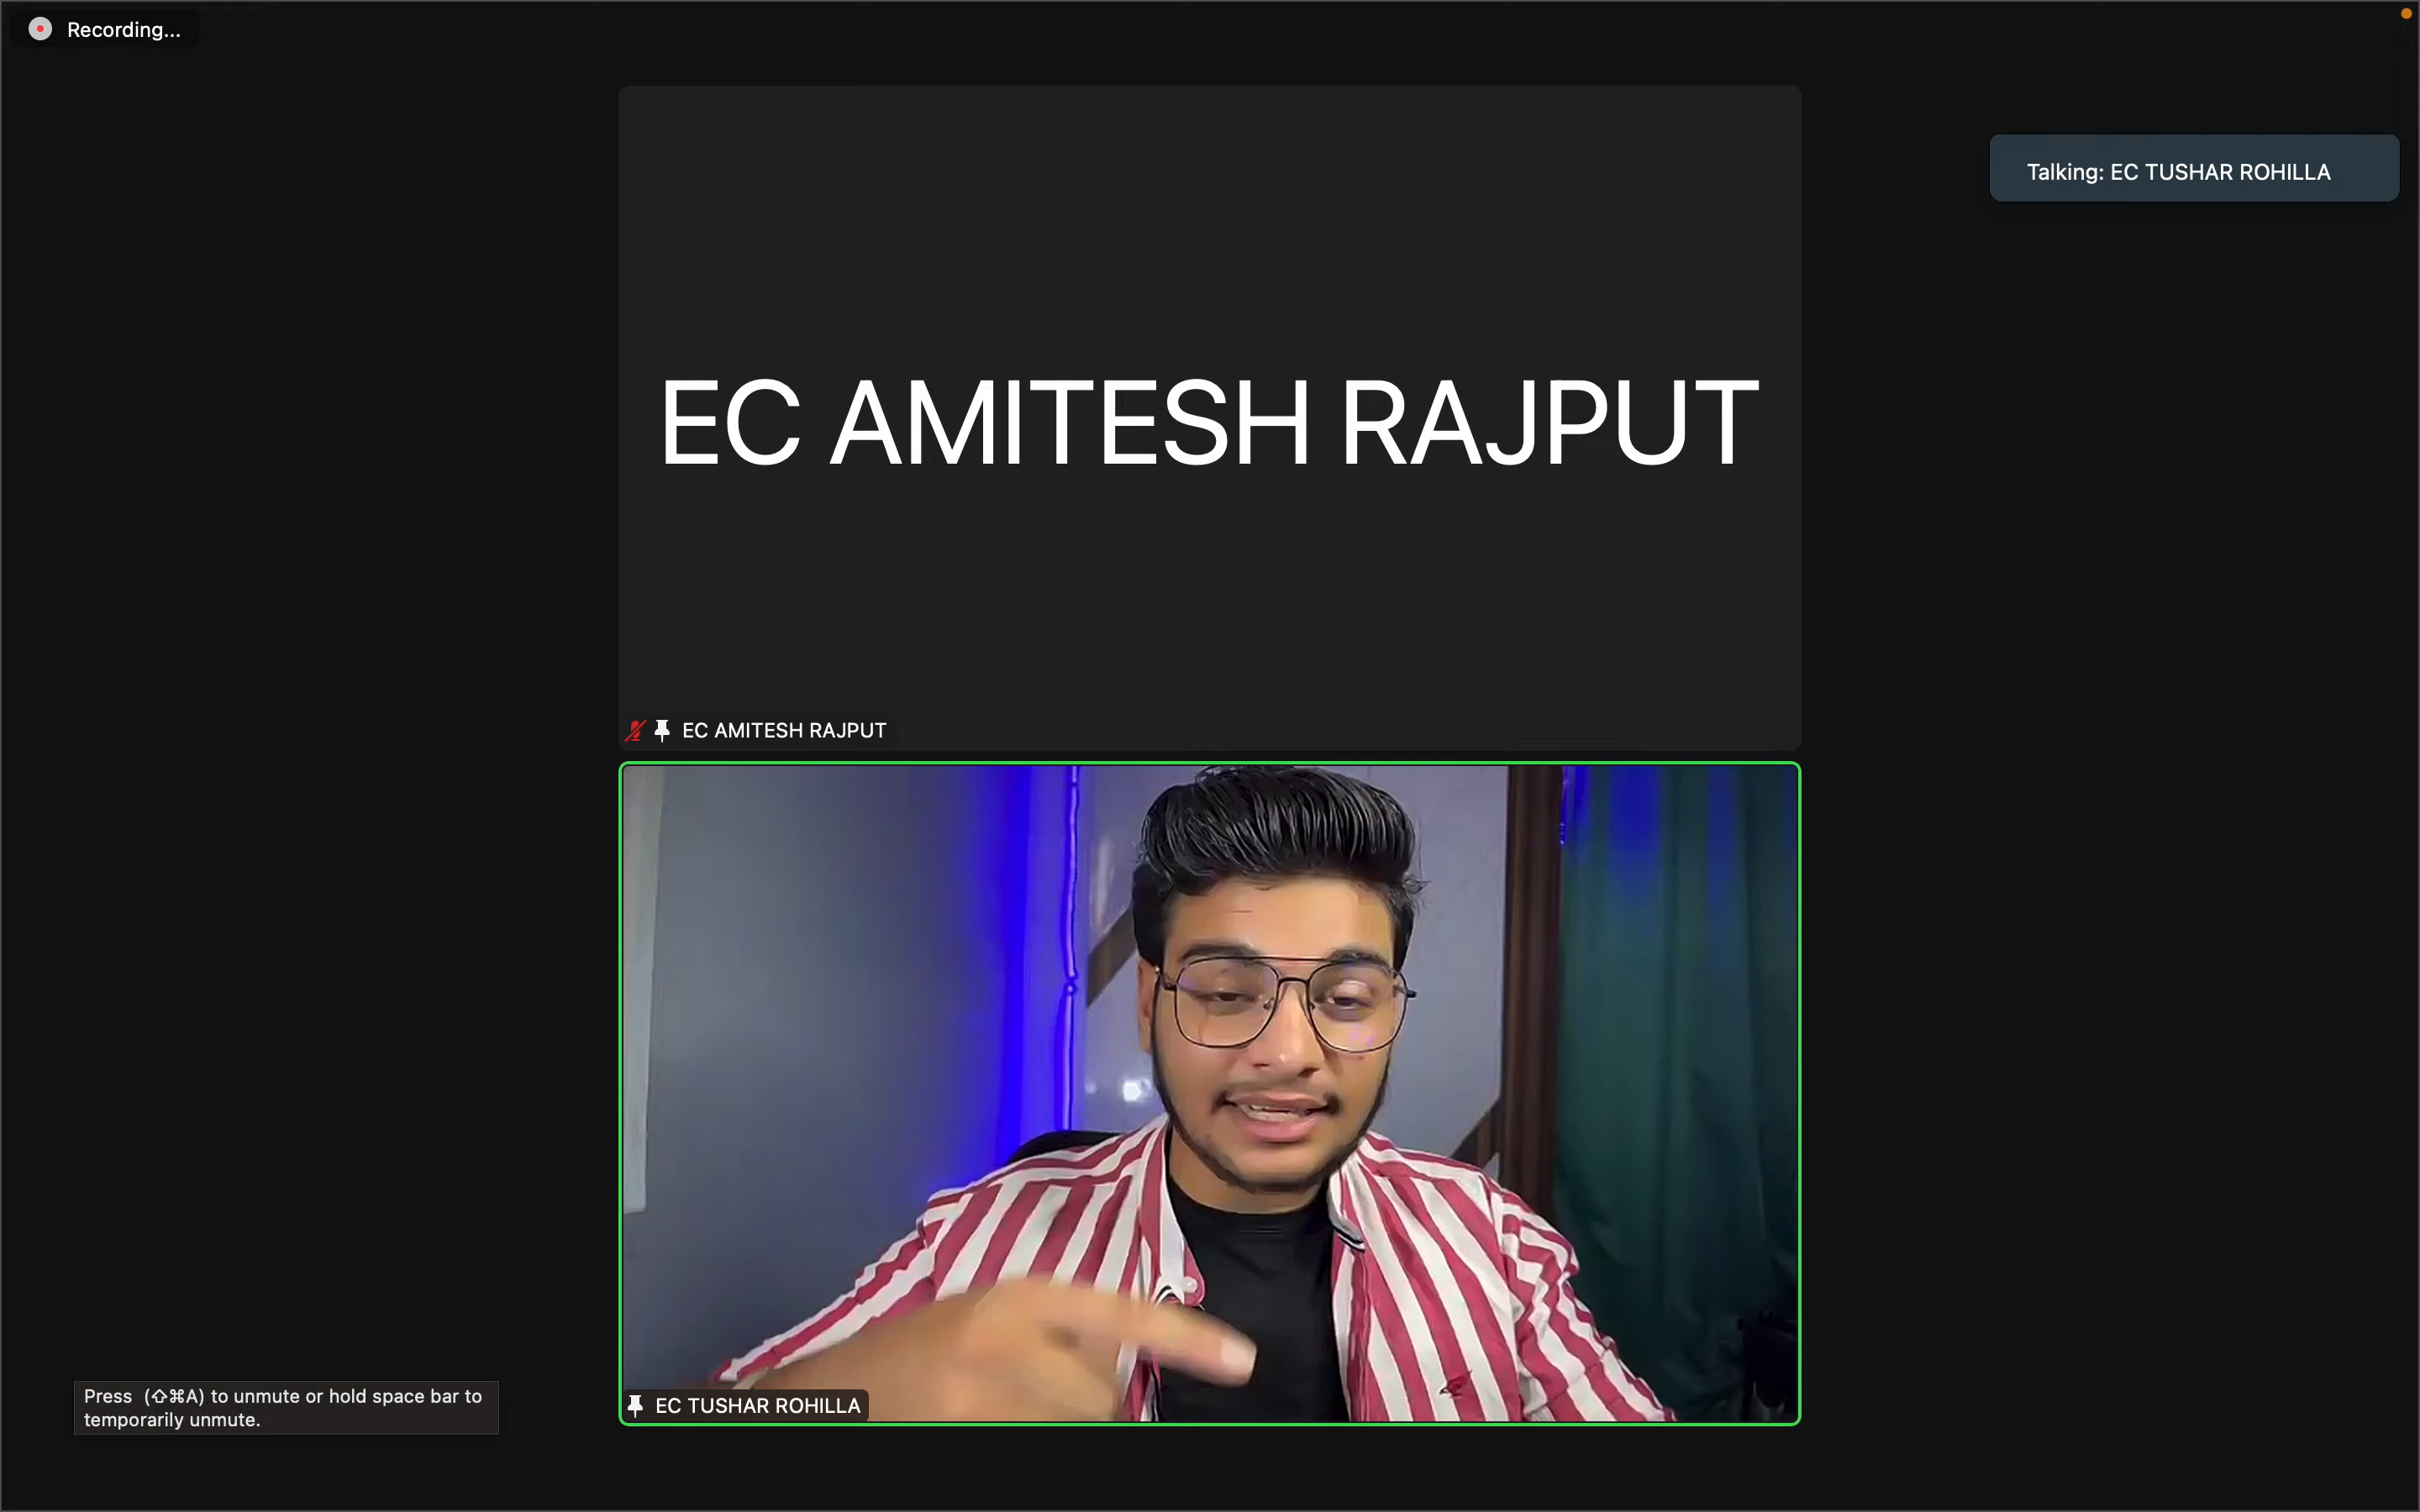 Recording...
Talking: EC TUSHAR ROHILLA
EC AMITESH RAJPUT
EC AMITESH RAJPUT
EC TUSHAR ROHILLA
Press (⇧⌘A) to unmute or hold space bar to
temporarily unmute.